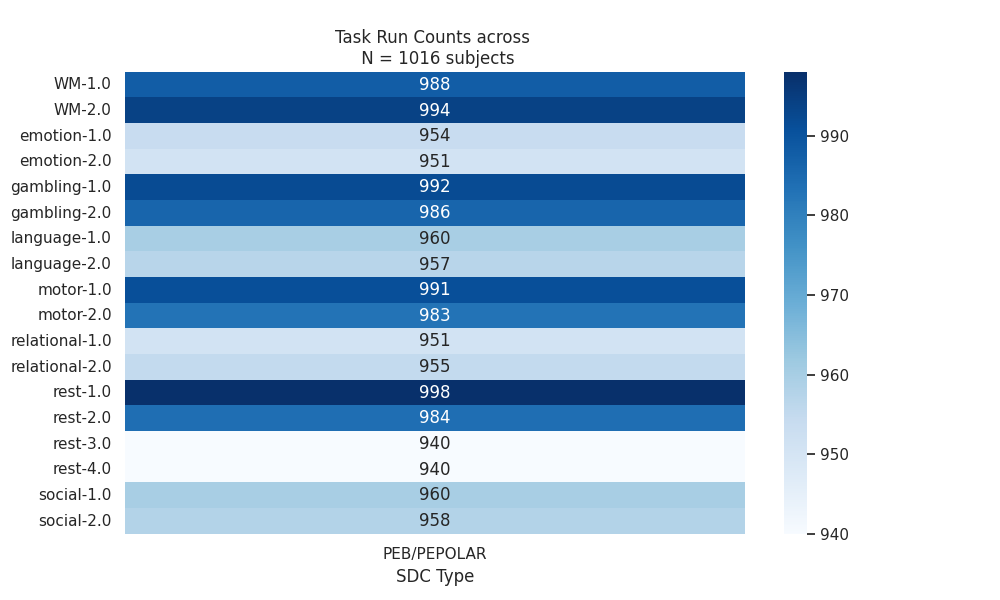 Task Run Counts across
N = 1016 subjects
WM-1.0 988
WM-2.0 994
emotion-1.0 954
emotion-2.0 951
gambling-1.0 992
gambling-2.0 986
language-1.0 960
language-2.0 957
motor-1.0 991
motor-2.0 983
relational-1.0 951
relational-2.0 955
rest-1.0 998
rest-2.0 984
rest-3.0 940
rest-4.0 940
social-1.0 960
social-2.0 958
PEB/PEPOLAR
SDC Type
990
980
970
960
950
940